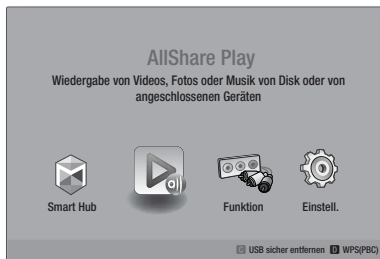 AllShare Play
Wiedergabe von Videos, Fotos oder Musik von Disk oder von
angeschlossenen Geräten
Smart Hub
Funktion
Einstell.
C USB sicher entfernen D WPS(PBC)